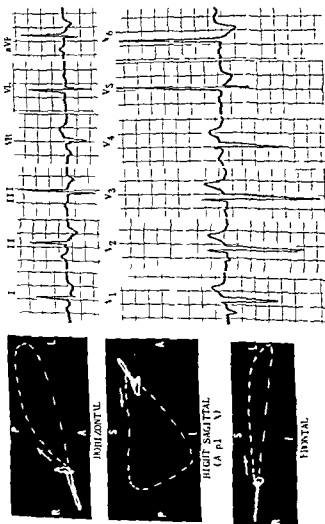 I II III VR VL aVF
V1 V2 V3 V4 V5 V6
P
L
R
HORIZONTAL
S
A
P
I
RIGHT SAGITTAL
S
L
R
I
FRONTAL